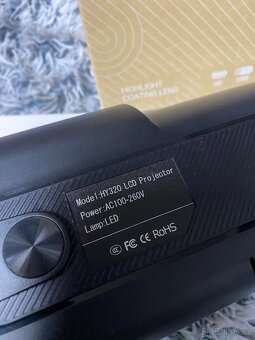 HIGHLIGHT
COATING LENS
Model:HY320 LCD Projector
Power:AC100-260V
Lamp:LED
FC CE RoHS